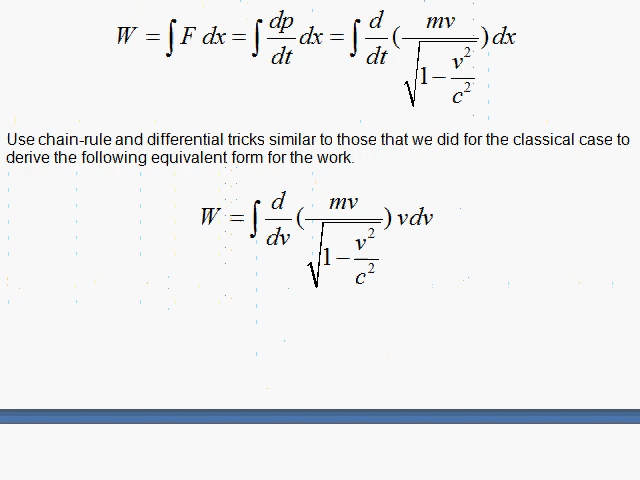 W = ∫ F dx = ∫ dp/dt dx = ∫ d/dt ( mv / √(1 − v²/c²) ) dx
Use chain-rule and differential tricks similar to those that we did for the classical case to
derive the following equivalent form for the work.
W = ∫ d/dv ( mv / √(1 − v²/c²) ) vdv